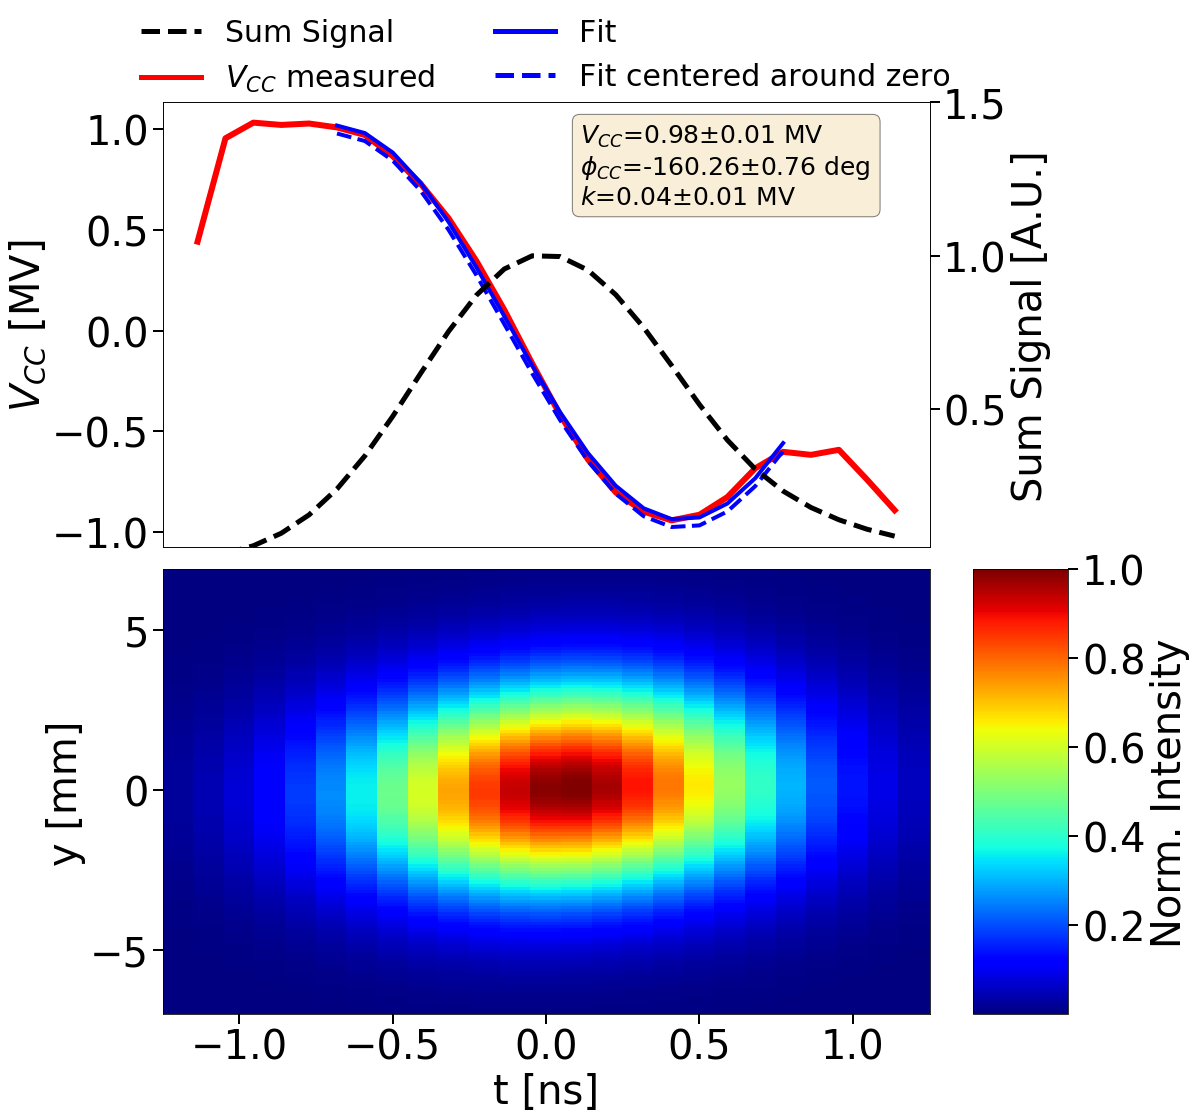 Sum Signal
V_CC measured
Fit
Fit centered around zero
V_CC=0.98±0.01 MV
ϕ_CC=-160.26±0.76 deg
k=0.04±0.01 MV
1.0
0.5
0.0
−0.5
−1.0
V_CC [MV]
1.5
1.0
0.5
Sum Signal [A.U.]
5
0
−5
y [mm]
−1.0 −0.5 0.0 0.5 1.0
t [ns]
1.0
0.8
0.6
0.4
0.2
Norm. Intensity